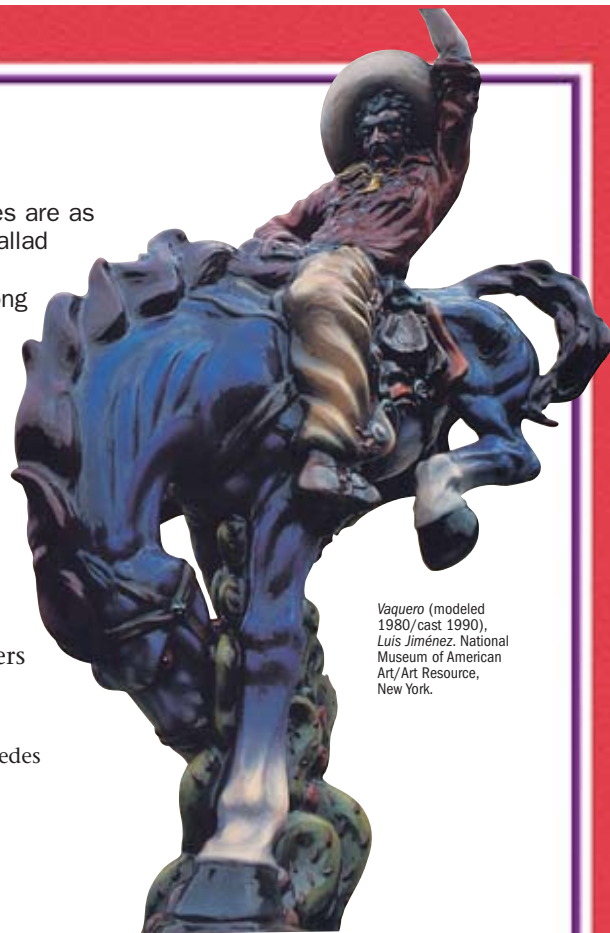 es are as
allad
ong
ers
edes
Vaquero (modeled
1980/cast 1990),
Luis Jiménez. National
Museum of American
Art/Art Resource,
New York.